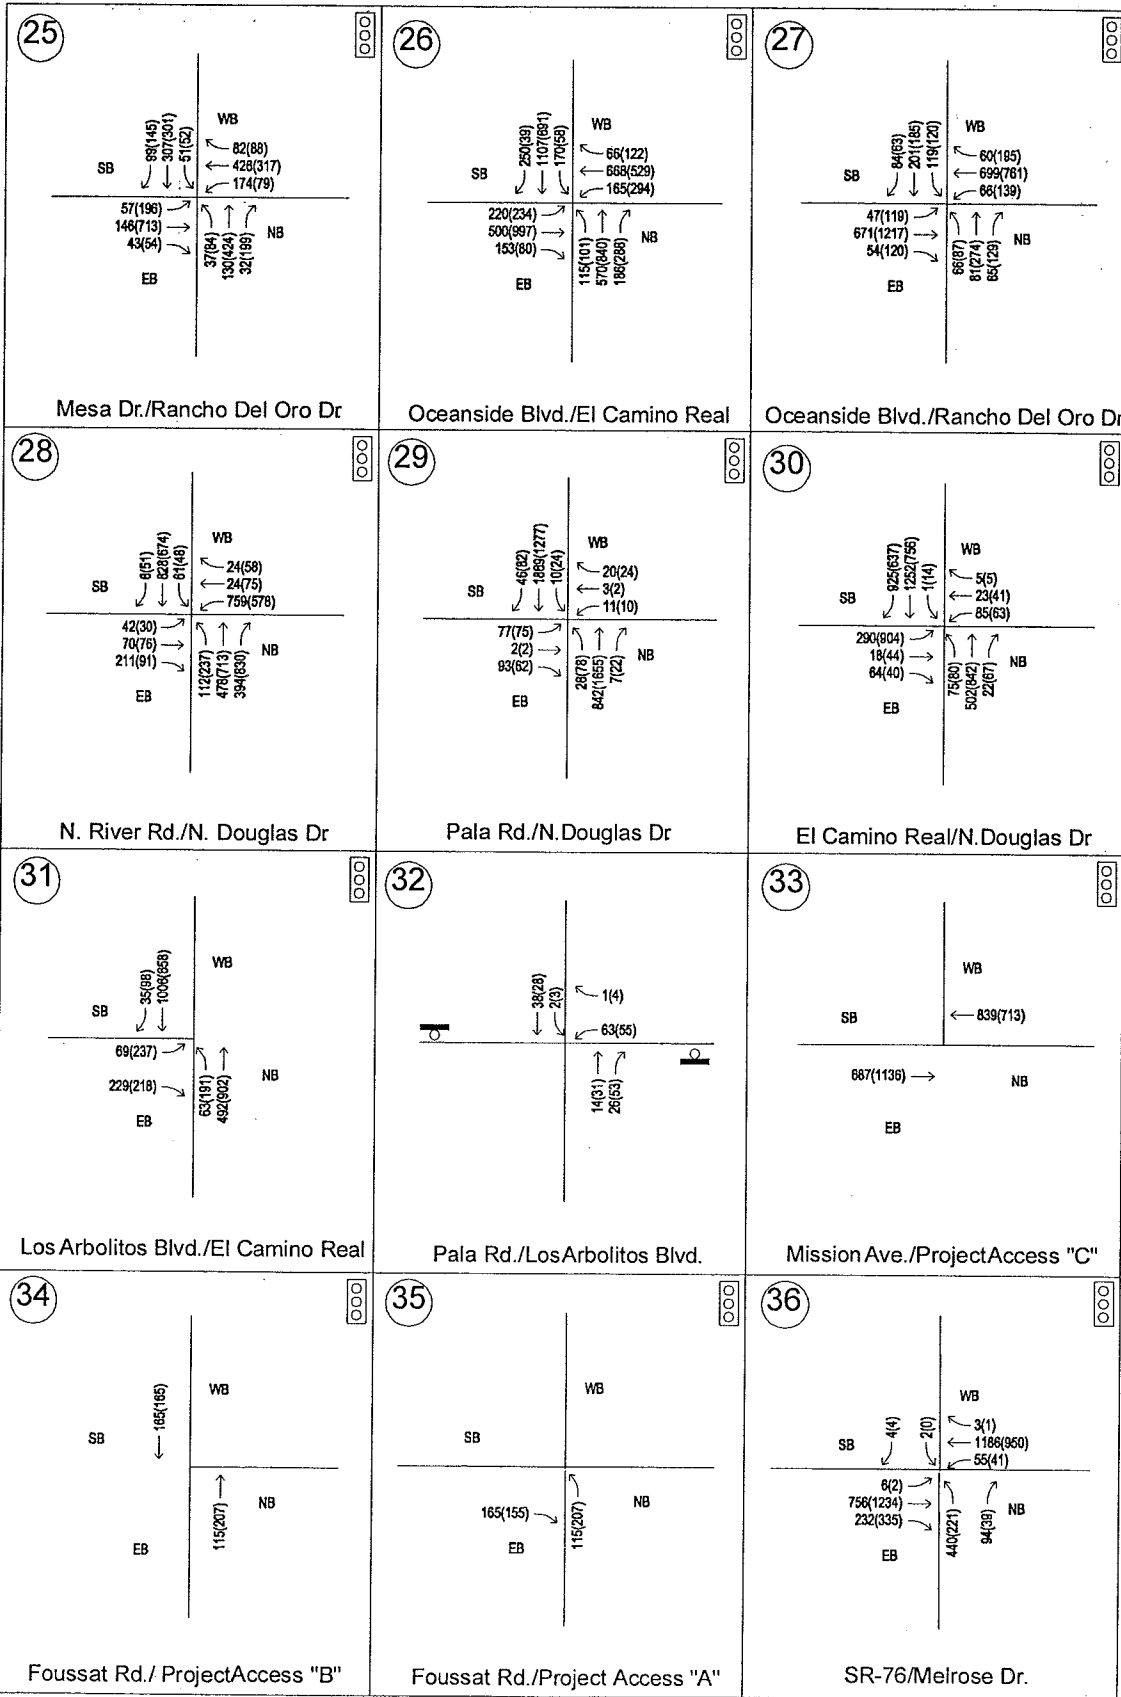 25
WB
SB
99(145)
307(301)
51(52)
82(88)
428(317)
174(79)
57(196)
146(713)
43(54)
37(84)
130(424)
32(199)
NB
EB
Mesa Dr./Rancho Del Oro Dr
26
WB
SB
250(39)
1107(691)
170(58)
66(122)
668(529)
165(294)
220(234)
500(997)
153(80)
115(101)
570(840)
186(288)
NB
EB
Oceanside Blvd./El Camino Real
27
WB
SB
84(63)
201(185)
119(120)
60(195)
699(761)
66(139)
47(119)
671(1217)
54(120)
66(87)
81(274)
65(129)
NB
EB
Oceanside Blvd./Rancho Del Oro Dr
28
WB
SB
6(51)
828(674)
61(48)
24(58)
24(75)
759(578)
42(30)
70(76)
211(91)
112(237)
478(713)
394(830)
NB
EB
N. River Rd./N. Douglas Dr
29
WB
SB
46(82)
1869(1277)
10(24)
20(24)
3(2)
11(10)
77(75)
2(2)
93(62)
28(78)
842(1655)
7(22)
NB
EB
Pala Rd./N.Douglas Dr
30
WB
SB
925(637)
1252(756)
1(14)
5(5)
23(41)
85(63)
290(904)
18(44)
64(40)
75(80)
502(842)
22(67)
NB
EB
El Camino Real/N.Douglas Dr
31
WB
SB
35(98)
1006(858)
69(237)
229(218)
63(191)
492(902)
NB
EB
Los Arbolitos Blvd./El Camino Real
32
38(28)
2(3)
1(4)
63(55)
14(31)
26(53)
Pala Rd./Los Arbolitos Blvd.
33
WB
SB
839(713)
687(1136)
NB
EB
Mission Ave./Project Access "C"
34
WB
SB
165(165)
115(207)
NB
EB
Foussat Rd./ Project Access "B"
35
WB
SB
165(155)
115(207)
NB
EB
Foussat Rd./Project Access "A"
36
WB
SB
4(4)
2(0)
3(1)
1186(950)
55(41)
6(2)
756(1234)
232(335)
440(221)
94(39)
NB
EB
SR-76/Melrose Dr.